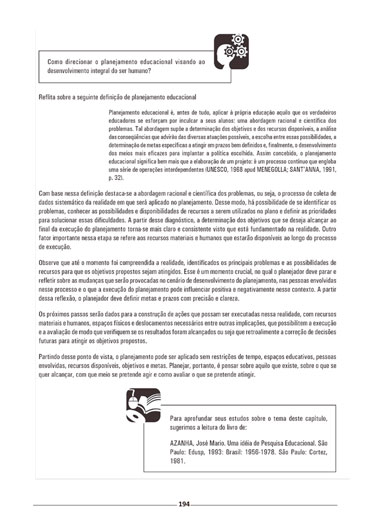 Como direcionar o planejamento educacional visando ao
desenvolvimento integral do ser humano?
Reflita sobre a seguinte definição de planejamento educacional
Planejamento educacional é, antes de tudo, aplicar à própria educação aquilo que os verdadeiros
educadores se esforçam por inculcar a seus alunos: uma abordagem racional e científica dos
problemas. Tal abordagem supõe a determinação dos objetivos e dos recursos disponíveis, a análise
das conseqüências que advirão das diversas atuações possíveis, a escolha entre essas possibilidades, a
determinação de metas específicas a atingir em prazos bem definidos e, finalmente, o desenvolvimento
dos meios mais eficazes para implantar a política escolhida. Assim concebido, o planejamento
educacional significa bem mais que a elaboração de um projeto: é um processo contínuo que engloba
uma série de operações interdependentes (UNESCO, 1968 apud MENEGOLLA; SANT'ANNA, 1991,
p. 32).
Com base nessa definição destaca-se a abordagem racional e científica dos problemas, ou seja, o processo de coleta de
dados sistemático da realidade em que será aplicado no planejamento. Desse modo, há possibilidade de se identificar os
problemas, conhecer as possibilidades e disponibilidades de recursos a serem utilizados no plano e definir as prioridades
para solucionar essas dificuldades. A partir desse diagnóstico, a determinação dos objetivos que se deseja alcançar ao
final da execução do planejamento torna-se mais claro e consistente visto que está fundamentado na realidade. Outro
fator importante nessa etapa se refere aos recursos materiais e humanos que estarão disponíveis ao longo do processo
de execução.
Observe que até o momento foi compreendida a realidade, identificados os principais problemas e as possibilidades de
recursos para que os objetivos propostos sejam atingidos. Esse é um momento crucial, no qual o planejador deve parar e
refletir sobre as mudanças que serão provocadas no cenário de desenvolvimento do planejamento, nas pessoas envolvidas
nesse processo e o que a execução do planejamento pode influenciar positiva e negativamente nesse contexto. A partir
dessa reflexão, o planejador deve definir metas e prazos com precisão e clareza.
Os próximos passos serão dados para a construção de ações que possam ser executadas nessa realidade, com recursos
materiais e humanos, espaços físicos e deslocamentos necessários entre outras implicações, que possibilitem a execução
e a avaliação de modo que verifiquem se os resultados foram alcançados ou seja que retroalimente a correção de decisões
futuras para atingir os objetivos propostos.
Partindo desse ponto de vista, o planejamento pode ser aplicado sem restrições de tempo, espaços educativos, pessoas
envolvidas, recursos disponíveis, objetivos e metas. Planejar, portanto, é pensar sobre aquilo que existe, sobre o que se
quer alcançar, com que meio se pretende agir e como avaliar o que se pretende atingir.
Para aprofundar seus estudos sobre o tema deste capítulo,
sugerimos a leitura do livro de:
AZANHA, José Mario. Uma idéia de Pesquisa Educacional. São
Paulo: Edusp, 1993; Brasil: 1956-1978. São Paulo: Cortez,
1981.
194